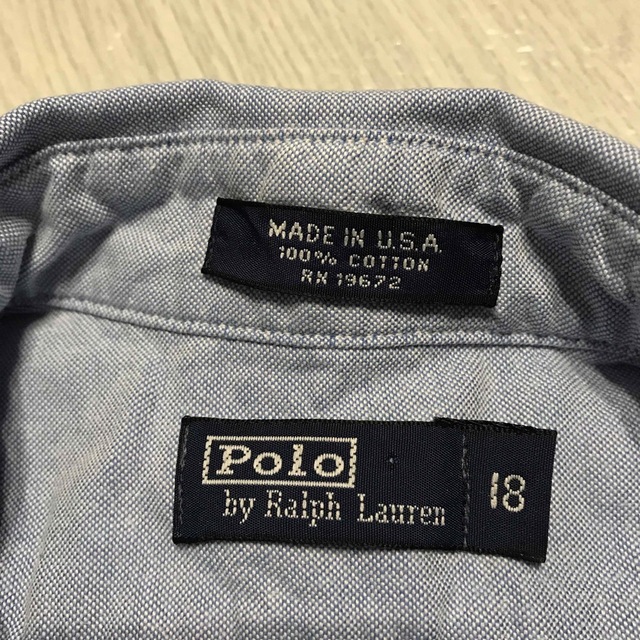 MADE IN U.S.A.
100% COTTON
RN 19672
Polo
by Ralph Lauren
18